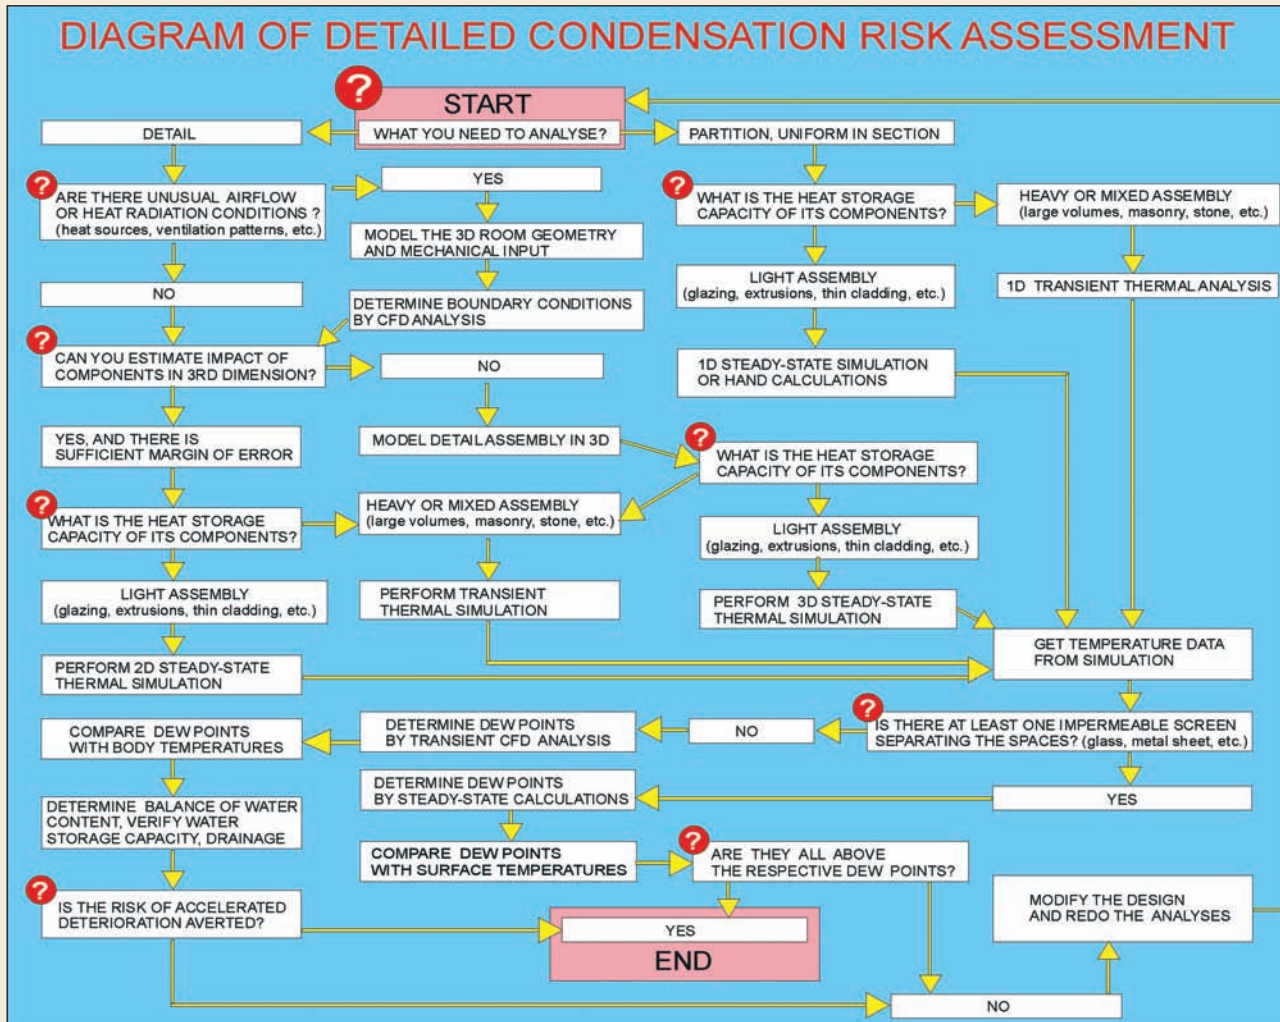 DIAGRAM OF DETAILED CONDENSATION RISK ASSESSMENT
?
START
DETAIL
WHAT YOU NEED TO ANALYSE?
PARTITION, UNIFORM IN SECTION
?
ARE THERE UNUSUAL AIRFLOW
OR HEAT RADIATION CONDITIONS ?
(heat sources, ventilation patterns, etc.)
YES
?
WHAT IS THE HEAT STORAGE
CAPACITY OF ITS COMPONENTS?
HEAVY OR MIXED ASSEMBLY
(large volumes, masonry, stone, etc.)
MODEL THE 3D ROOM GEOMETRY
AND MECHANICAL INPUT
NO
LIGHT ASSEMBLY
(glazing, extrusions, thin cladding, etc.)
1D TRANSIENT THERMAL ANALYSIS
DETERMINE BOUNDARY CONDITIONS
BY CFD ANALYSIS
?
CAN YOU ESTIMATE IMPACT OF
COMPONENTS IN 3RD DIMENSION?
NO
1D STEADY-STATE SIMULATION
OR HAND CALCULATIONS
YES, AND THERE IS
SUFFICIENT MARGIN OF ERROR
MODEL DETAIL ASSEMBLY IN 3D
?
WHAT IS THE HEAT STORAGE
CAPACITY OF ITS COMPONENTS?
?
WHAT IS THE HEAT STORAGE
CAPACITY OF ITS COMPONENTS?
HEAVY OR MIXED ASSEMBLY
(large volumes, masonry, stone, etc.)
LIGHT ASSEMBLY
(glazing, extrusions, thin cladding, etc.)
LIGHT ASSEMBLY
(glazing, extrusions, thin cladding, etc.)
PERFORM TRANSIENT
THERMAL SIMULATION
PERFORM 3D STEADY-STATE
THERMAL SIMULATION
GET TEMPERATURE DATA
FROM SIMULATION
PERFORM 2D STEADY-STATE
THERMAL SIMULATION
COMPARE DEW POINTS
WITH BODY TEMPERATURES
DETERMINE DEW POINTS
BY TRANSIENT CFD ANALYSIS
NO
?
IS THERE AT LEAST ONE IMPERMEABLE SCREEN
SEPARATING THE SPACES? (glass, metal sheet, etc.)
DETERMINE DEW POINTS
BY STEADY-STATE CALCULATIONS
YES
DETERMINE BALANCE OF WATER
CONTENT, VERIFY WATER
STORAGE CAPACITY, DRAINAGE
COMPARE DEW POINTS
WITH SURFACE TEMPERATURES
?
ARE THEY ALL ABOVE
THE RESPECTIVE DEW POINTS?
?
IS THE RISK OF ACCELERATED
DETERIORATION AVERTED?
MODIFY THE DESIGN
AND REDO THE ANALYSES
YES
END
NO